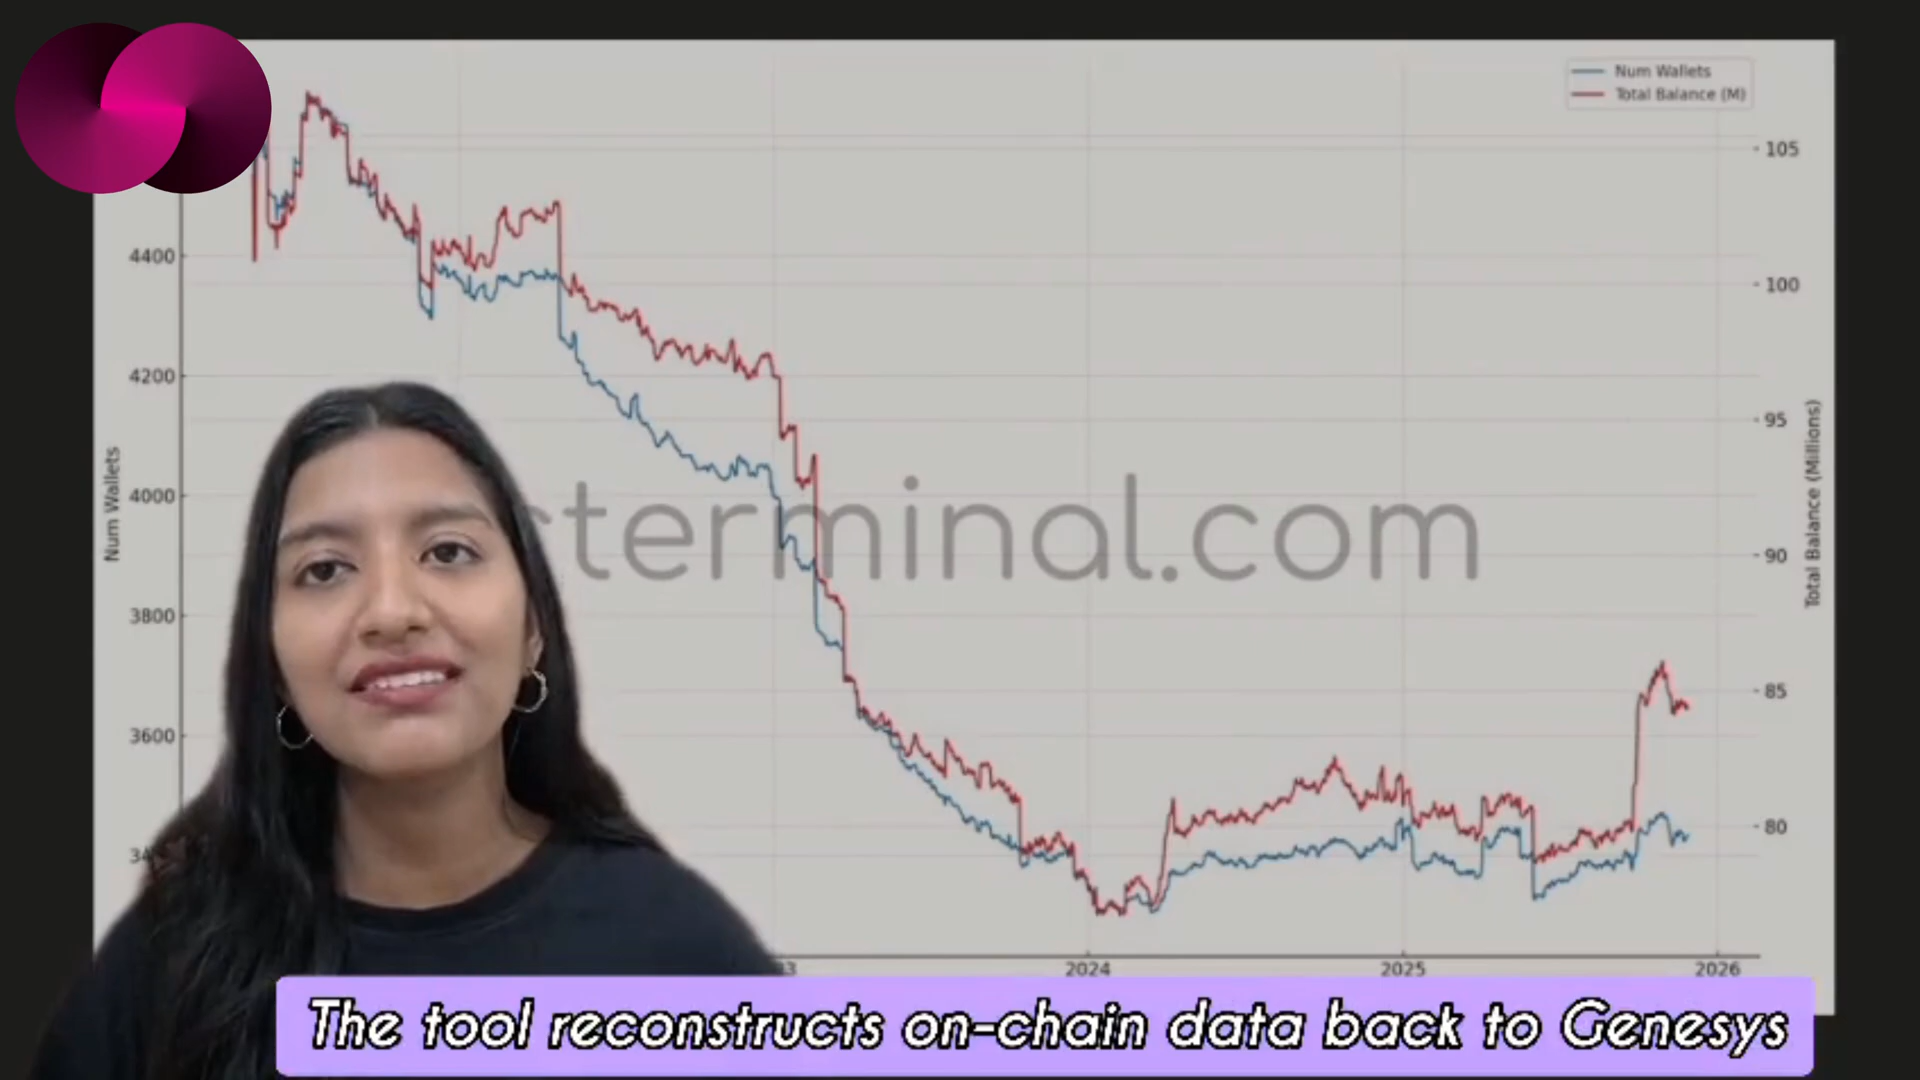 Num Wallets
Total Balance (M)
105
4400
100
4200
95
Num Wallets
4000
sterminal.com
90
Total Balance (Millions)
3800
85
3600
80
2024
2025
2026
The tool reconstructs on-chain data back to Genesys